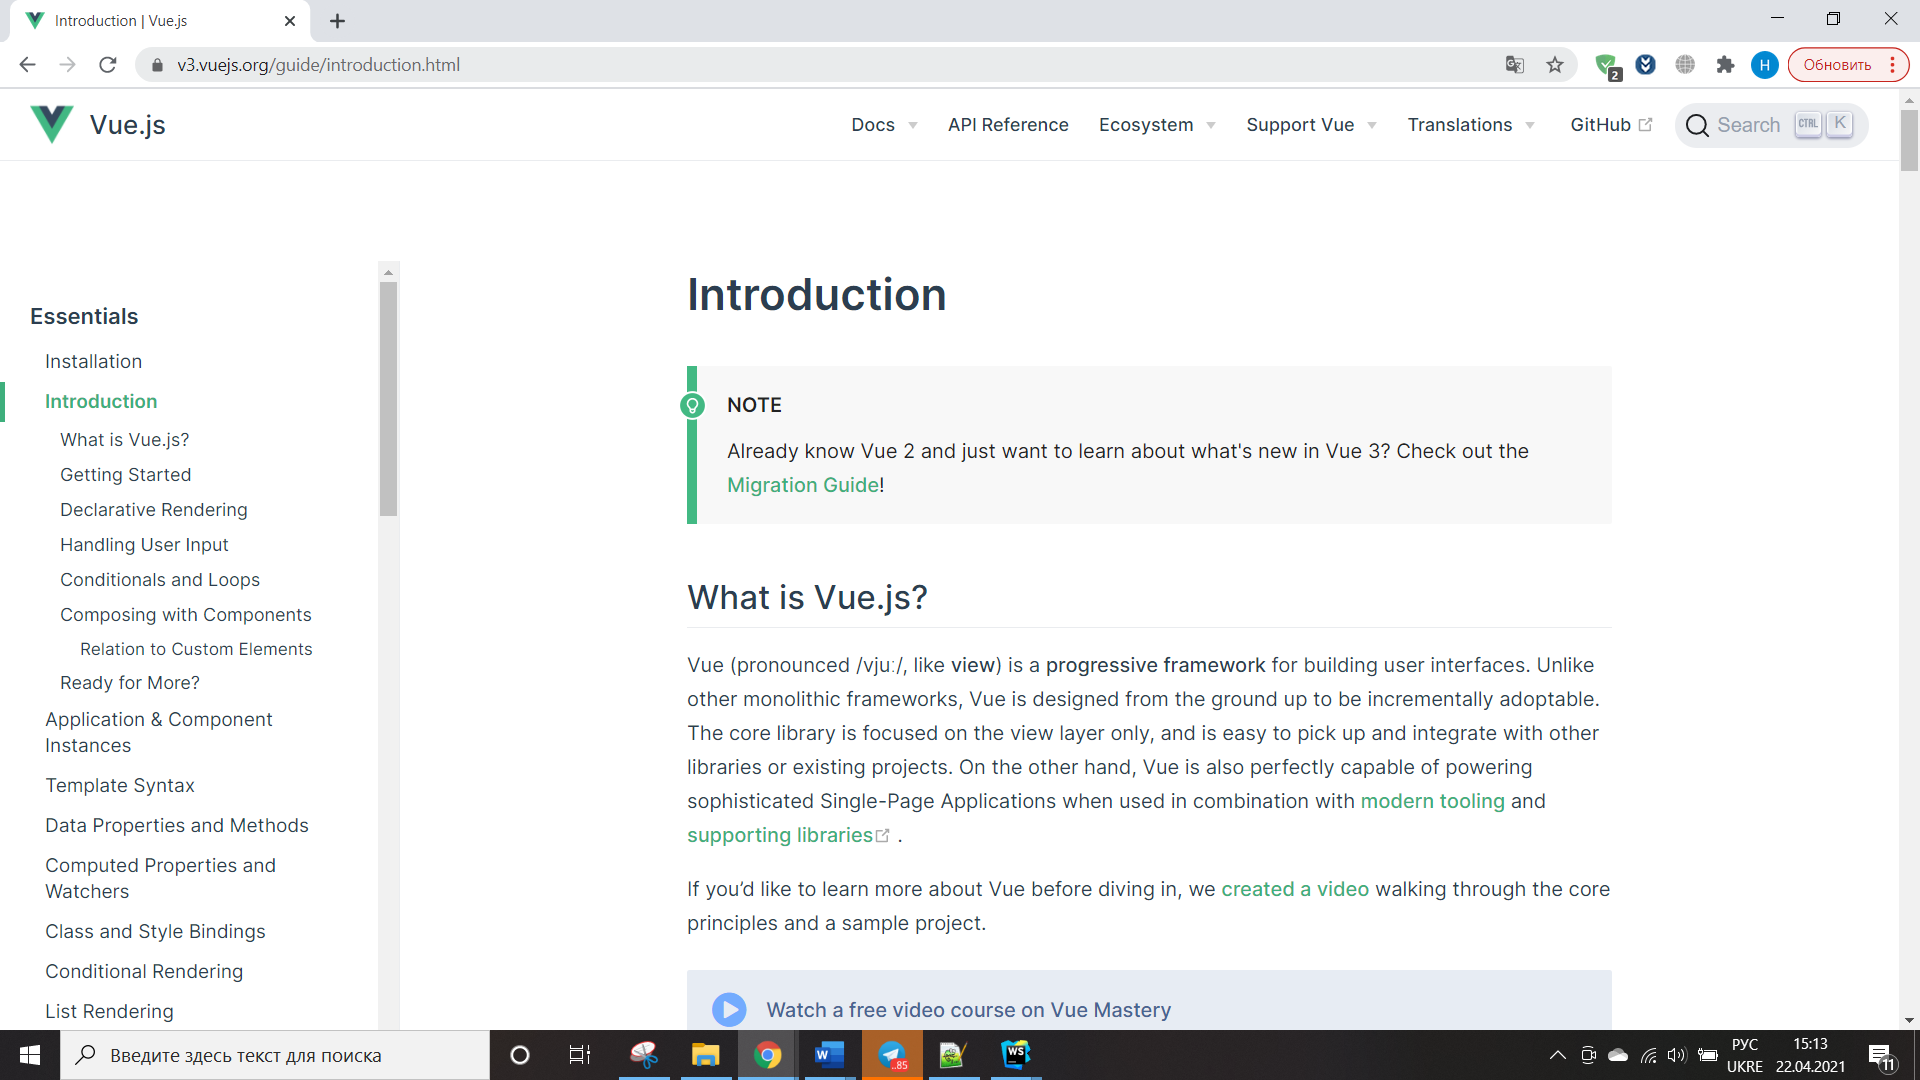 Introduction | Vue.js
v3.vuejs.org/guide/introduction.html
2
H
Обновить
Vue.js
Docs
API Reference
Ecosystem
Support Vue
Translations
GitHub
Search
CTRL
K
Essentials
Installation
Introduction
What is Vue.js?
Getting Started
Declarative Rendering
Handling User Input
Conditionals and Loops
Composing with Components
Relation to Custom Elements
Ready for More?
Application & Component
Instances
Template Syntax
Data Properties and Methods
Computed Properties and
Watchers
Class and Style Bindings
Conditional Rendering
List Rendering
Introduction
NOTE
Already know Vue 2 and just want to learn about what's new in Vue 3? Check out the
Migration Guide!
What is Vue.js?
Vue (pronounced /vjuː/, like view) is a progressive framework for building user interfaces. Unlike
other monolithic frameworks, Vue is designed from the ground up to be incrementally adoptable.
The core library is focused on the view layer only, and is easy to pick up and integrate with other
libraries or existing projects. On the other hand, Vue is also perfectly capable of powering
sophisticated Single-Page Applications when used in combination with modern tooling and
supporting libraries .
If you’d like to learn more about Vue before diving in, we created a video walking through the core
principles and a sample project.
Watch a free video course on Vue Mastery
Введите здесь текст для поиска
W
..85
WS
РУС
UKRE
15:13
22.04.2021
11